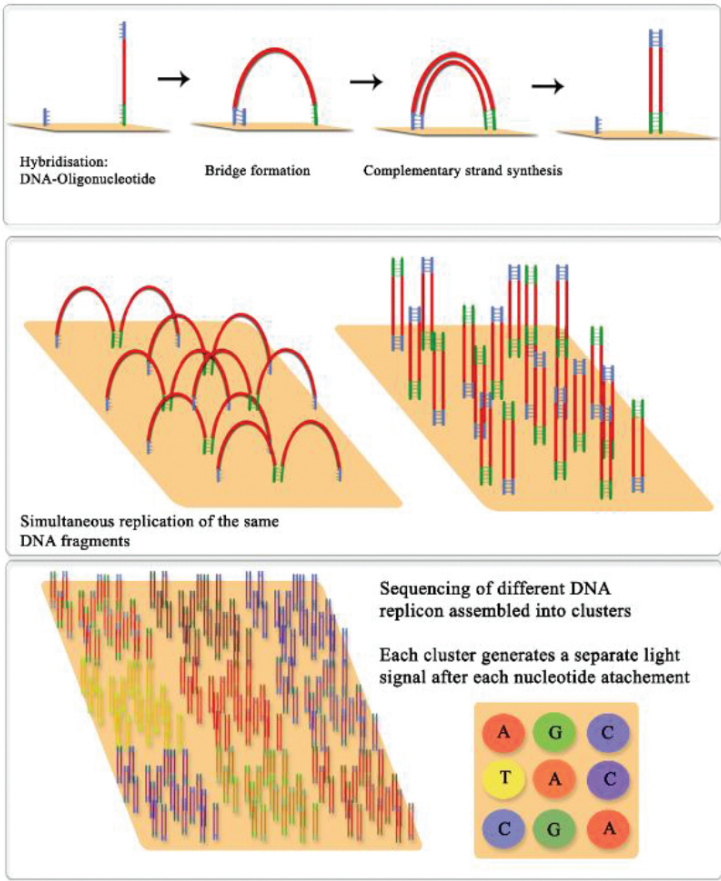 Hybridisation:
DNA-Oligonucleotide
Bridge formation
Complementary strand synthesis
Simultaneous replication of the same
DNA fragments
Sequencing of different DNA
replicon assembled into clusters
Each cluster generates a separate light
signal after each nucleotide atachement
A G C
T A C
C G A